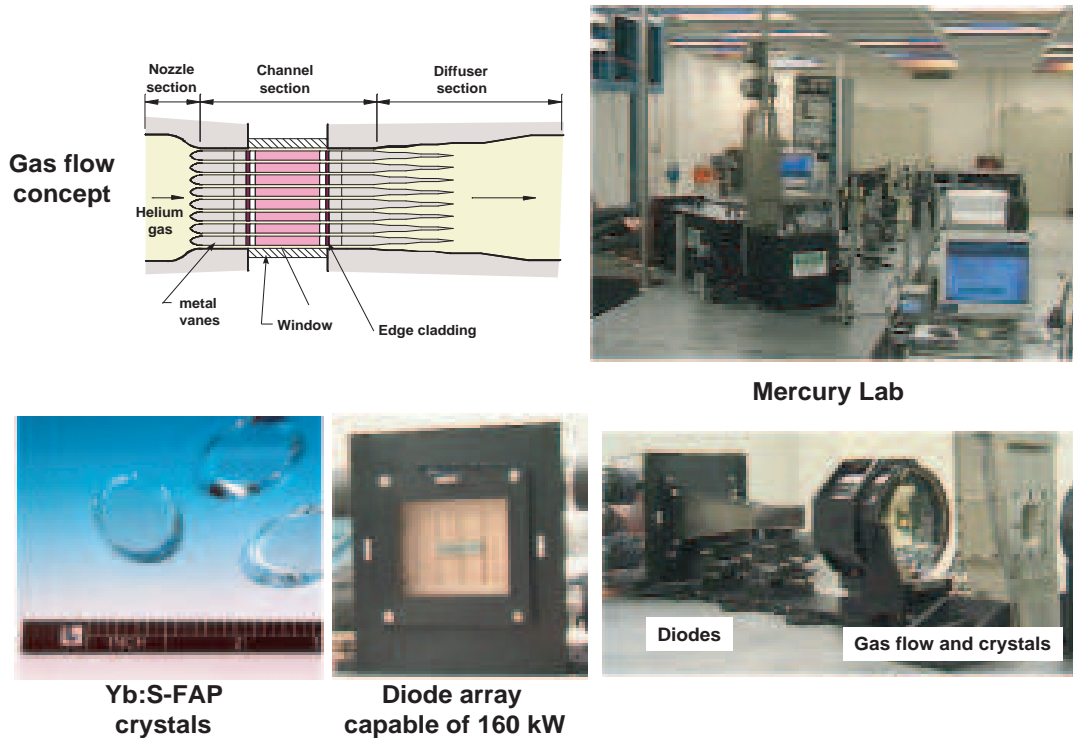 Nozzle
section
Channel
section
Diffuser
section
Gas flow
concept
Helium
gas
metal
vanes
Window
Edge cladding
Mercury Lab
INCH
Diodes
Gas flow and crystals
Yb:S-FAP
crystals
Diode array
capable of 160 kW